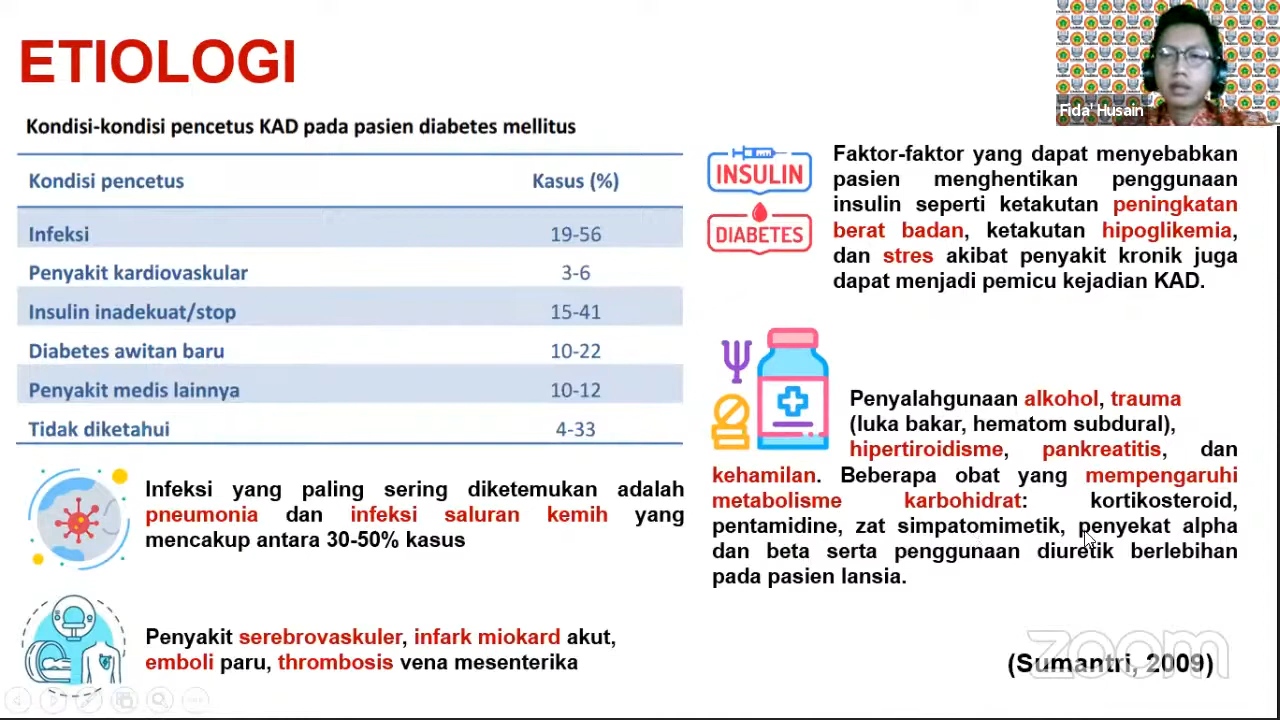 ETIOLOGI
Fida' Husain
Kondisi-kondisi pencetus KAD pada pasien diabetes mellitus
Kondisi pencetus Kasus (%)
Infeksi 19-56
Penyakit kardiovaskular 3-6
Insulin inadekuat/stop 15-41
Diabetes awitan baru 10-22
Penyakit medis lainnya 10-12
Tidak diketahui 4-33
Infeksi yang paling sering diketemukan adalah
pneumonia dan infeksi saluran kemih yang
mencakup antara 30-50% kasus
Penyakit serebrovaskuler, infark miokard akut,
emboli paru, thrombosis vena mesenterika
INSULIN
DIABETES
Faktor-faktor yang dapat menyebabkan
pasien menghentikan penggunaan
insulin seperti ketakutan peningkatan
berat badan, ketakutan hipoglikemia,
dan stres akibat penyakit kronik juga
dapat menjadi pemicu kejadian KAD.
Penyalahgunaan alkohol, trauma
(luka bakar, hematom subdural),
hipertiroidisme, pankreatitis, dan
kehamilan. Beberapa obat yang mempengaruhi
metabolisme karbohidrat: kortikosteroid,
pentamidine, zat simpatomimetik, penyekat alpha
dan beta serta penggunaan diuretik berlebihan
pada pasien lansia.
(Sumantri, 2009)
zoom